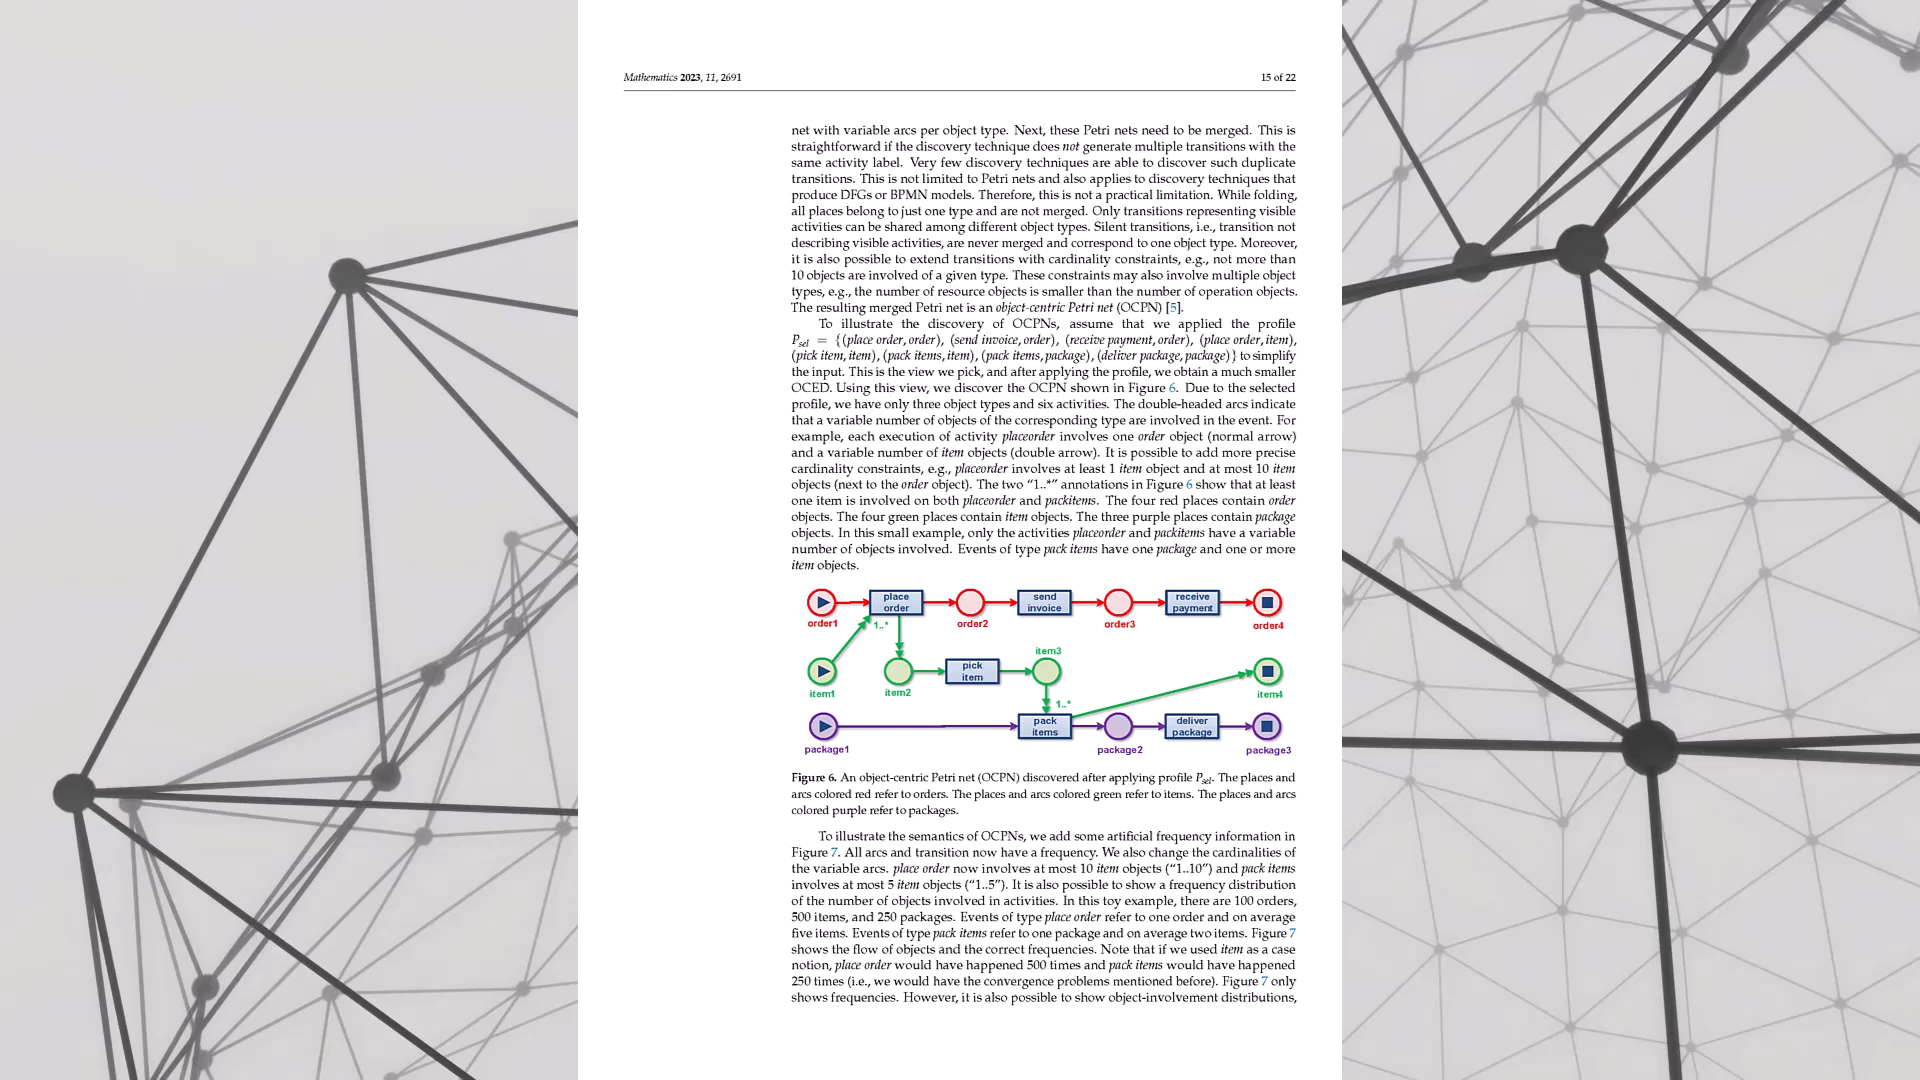 Mathematics 2023, 11, 2691
15 of 22
net with variable arcs per object type. Next, these Petri nets need to be merged. This is
straightforward if the discovery technique does not generate multiple transitions with the
same activity label. Very few discovery techniques are able to discover such duplicate
transitions. This is not limited to Petri nets and also applies to discovery techniques that
produce DFGs or BPMN models. Therefore, this is not a practical limitation. While folding,
all places belong to just one type and are not merged. Only transitions representing visible
activities can be shared among different object types. Silent transitions, i.e., transition not
describing visible activities, are never merged and correspond to one object type. Moreover,
it is also possible to extend transitions with cardinality constraints, e.g., not more than
10 objects are involved of a given type. These constraints may also involve multiple object
types, e.g., the number of resource objects is smaller than the number of operation objects.
The resulting merged Petri net is an object-centric Petri net (OCPN) [5].
To illustrate the discovery of OCPNs, assume that we applied the profile
Psel = {(place order, order), (send invoice, order), (receive payment, order), (place order, item),
(pick item, item), (pack items, item), (pack items, package), (deliver package, package)} to simplify
the input. This is the view we pick, and after applying the profile, we obtain a much smaller
OCED. Using this view, we discover the OCPN shown in Figure 6. Due to the selected
profile, we have only three object types and six activities. The double-headed arcs indicate
that a variable number of objects of the corresponding type are involved in the event. For
example, each execution of activity placeorder involves one order object (normal arrow)
and a variable number of item objects (double arrow). It is possible to add more precise
cardinality constraints, e.g., placeorder involves at least 1 item object and at most 10 item
objects (next to the order object). The two “1..*” annotations in Figure 6 show that at least
one item is involved on both placeorder and packitems. The four red places contain order
objects. The four green places contain item objects. The three purple places contain package
objects. In this small example, only the activities placeorder and packitems have a variable
number of objects involved. Events of type pack items have one package and one or more
item objects.
place
order
send
invoice
receive
payment
order1
1..*
order2
order3
order4
item3
pick
item
item1
item2
item4
1..*
pack
items
deliver
package
package1
package2
package3
Figure 6. An object-centric Petri net (OCPN) discovered after applying profile Psel. The places and
arcs colored red refer to orders. The places and arcs colored green refer to items. The places and arcs
colored purple refer to packages.
To illustrate the semantics of OCPNs, we add some artificial frequency information in
Figure 7. All arcs and transition now have a frequency. We also change the cardinalities of
the variable arcs. place order now involves at most 10 item objects (“1..10”) and pack items
involves at most 5 item objects (“1..5”). It is also possible to show a frequency distribution
of the number of objects involved in activities. In this toy example, there are 100 orders,
500 items, and 250 packages. Events of type place order refer to one order and on average
five items. Events of type pack items refer to one package and on average two items. Figure 7
shows the flow of objects and the correct frequencies. Note that if we used item as a case
notion, place order would have happened 500 times and pack items would have happened
250 times (i.e., we would have the convergence problems mentioned before). Figure 7 only
shows frequencies. However, it is also possible to show object-involvement distributions,